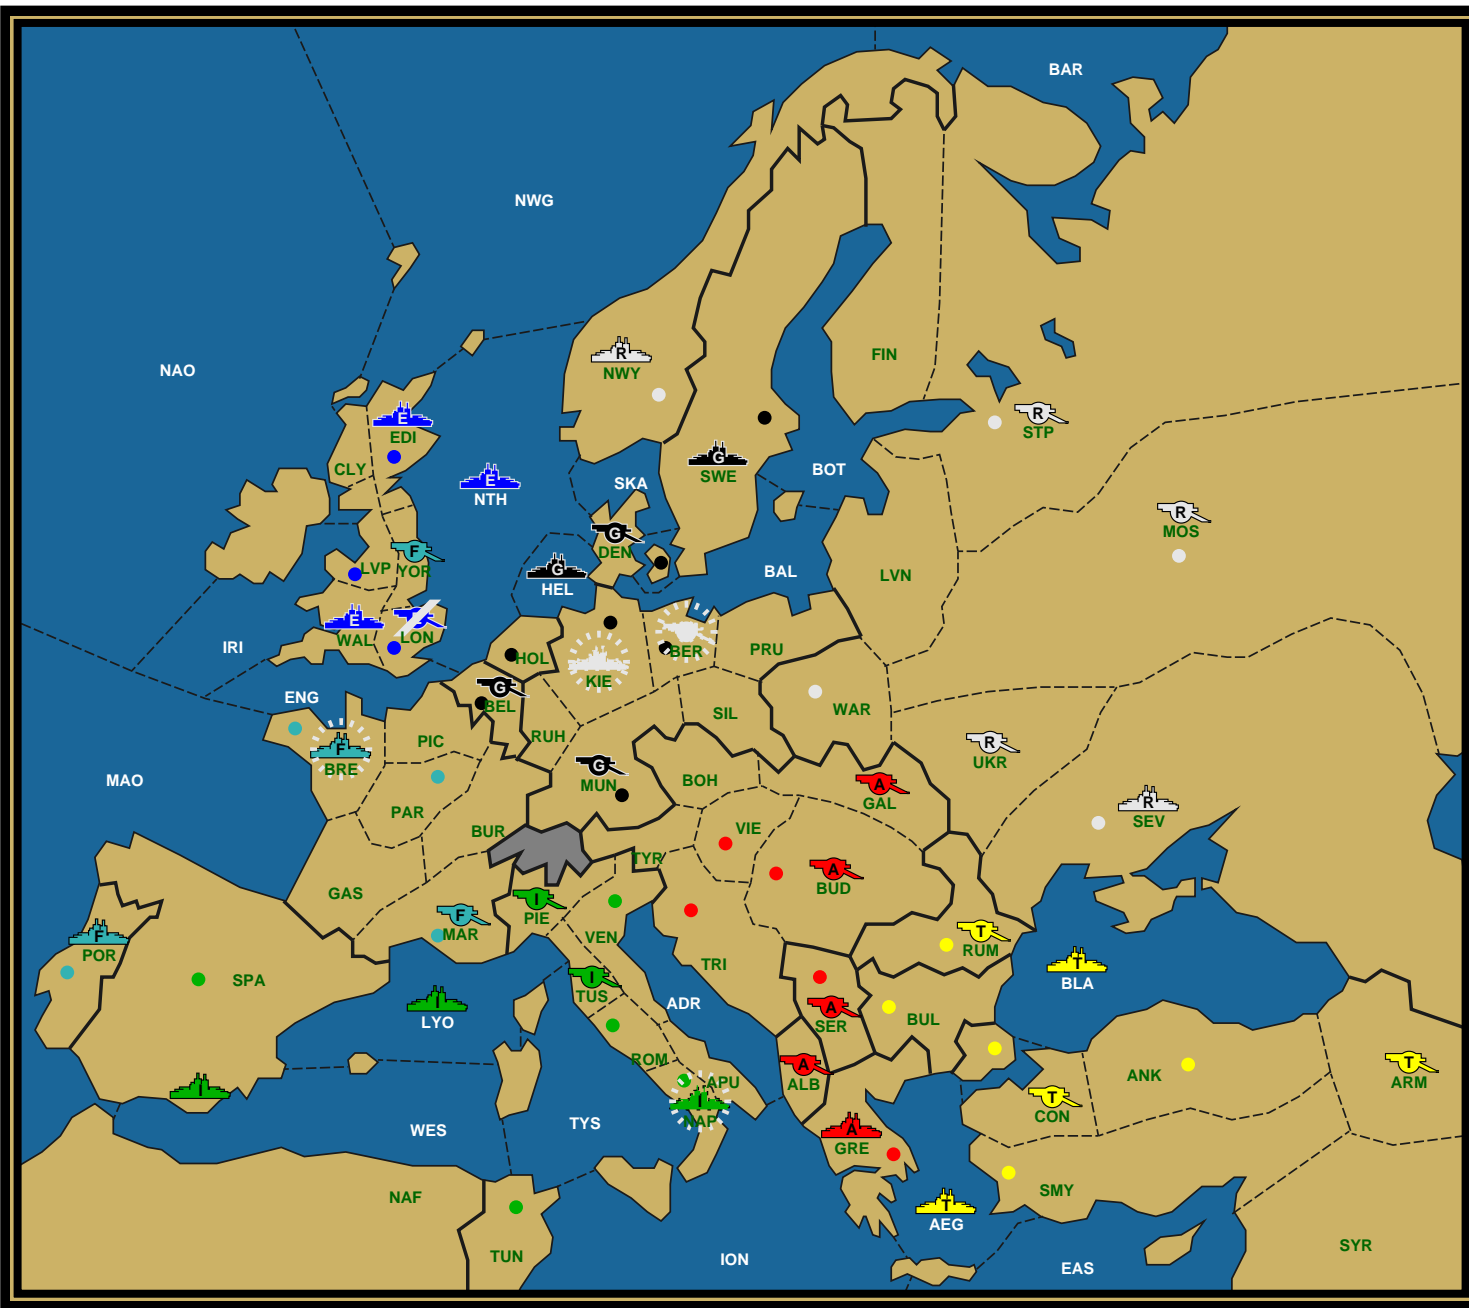 BAR
NWG
NAO
R
NWY
FIN
E
EDI
R
STP
CLY
G
SWE
SKA
BOT
E
NTH
R
MOS
G
DEN
F
LVP YOR
G
HEL
BAL
LVN
E
WAL
LON
IRI
HOL
KIE
BER
PRU
ENG
G
BEL
SIL
WAR
F
BRE
PIC
RUH
R
UKR
MAO
G
MUN
BOH
A
GAL
PAR
BUR
VIE
R
SEV
TYR
A
BUD
GAS
I
PIE
F
MAR
F
POR
VEN
T
RUM
SPA
TRI
T
BLA
I
TUS
I
LYO
ADR
A
SER
BUL
ROM
A
ALB
ANK
T
ARM
I
APU
I
NAP
T
CON
WES
TYS
A
GRE
NAF
SMY
T
AEG
TUN
ION
EAS
SYR